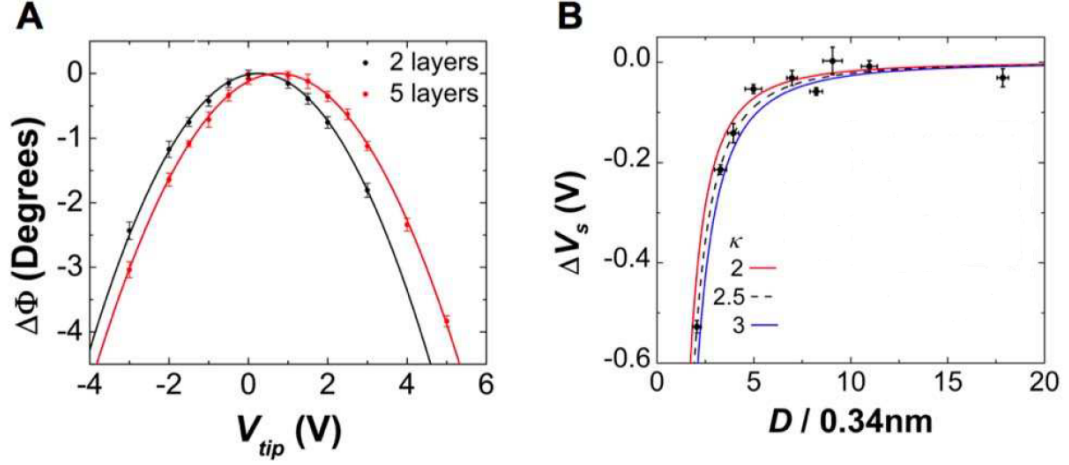 A
B
2 layers
5 layers
0
-1
-2
-3
-4
ΔΦ (Degrees)
-4 -2 0 2 4 6
V_tip (V)
0.0
-0.2
-0.4
-0.6
ΔV_s (V)
κ
2
2.5
3
0 5 10 15 20
D / 0.34nm